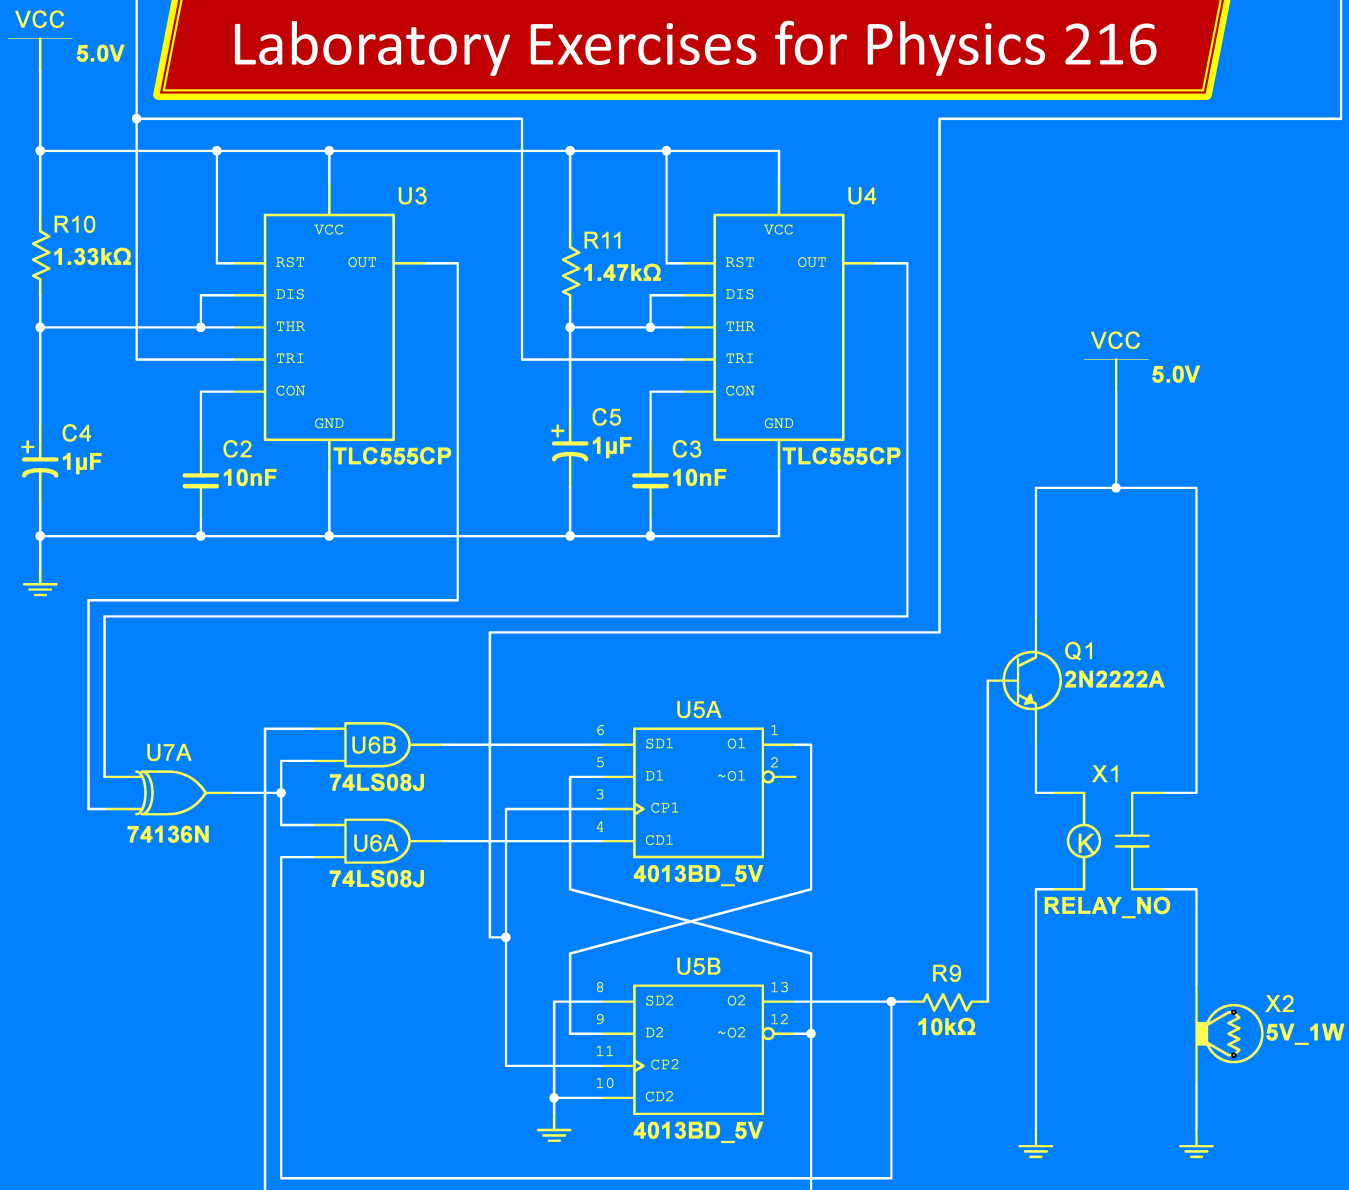 Laboratory Exercises for Physics 216
VCC
5.0V
R10
1.33kΩ
C4
1µF
+
U3
VCC
RST
OUT
DIS
THR
TRI
CON
GND
TLC555CP
C2
10nF
R11
1.47kΩ
C5
1µF
+
U4
VCC
RST
OUT
DIS
THR
TRI
CON
GND
TLC555CP
C3
10nF
VCC
5.0V
Q1
2N2222A
X1
K
RELAY_NO
X2
5V_1W
U7A
74136N
U6B
74LS08J
U6A
74LS08J
U5A
6
SD1
O1
1
5
D1
~O1
2
3
CP1
4
CD1
4013BD_5V
U5B
8
SD2
O2
13
9
D2
~O2
12
11
CP2
10
CD2
4013BD_5V
R9
10kΩ